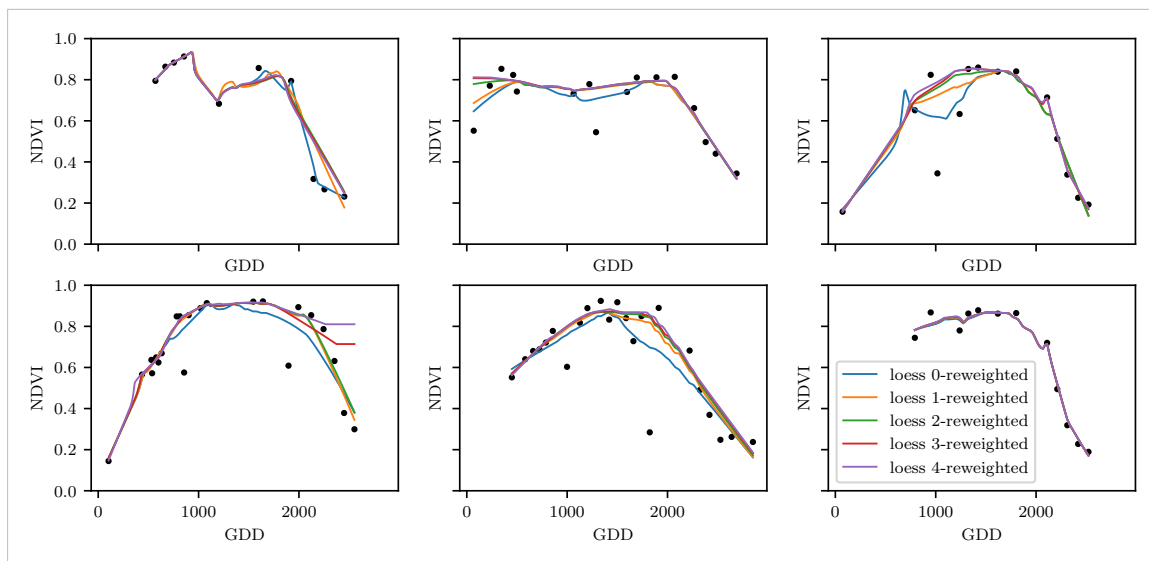 1.0
0.8
0.6
0.4
0.2
0.0
NDVI
GDD
NDVI
GDD
NDVI
GDD
1.0
0.8
0.6
0.4
0.2
0.0
NDVI
0 1000 2000
GDD
NDVI
0 1000 2000
GDD
NDVI
loess 0-reweighted
loess 1-reweighted
loess 2-reweighted
loess 3-reweighted
loess 4-reweighted
0 1000 2000
GDD